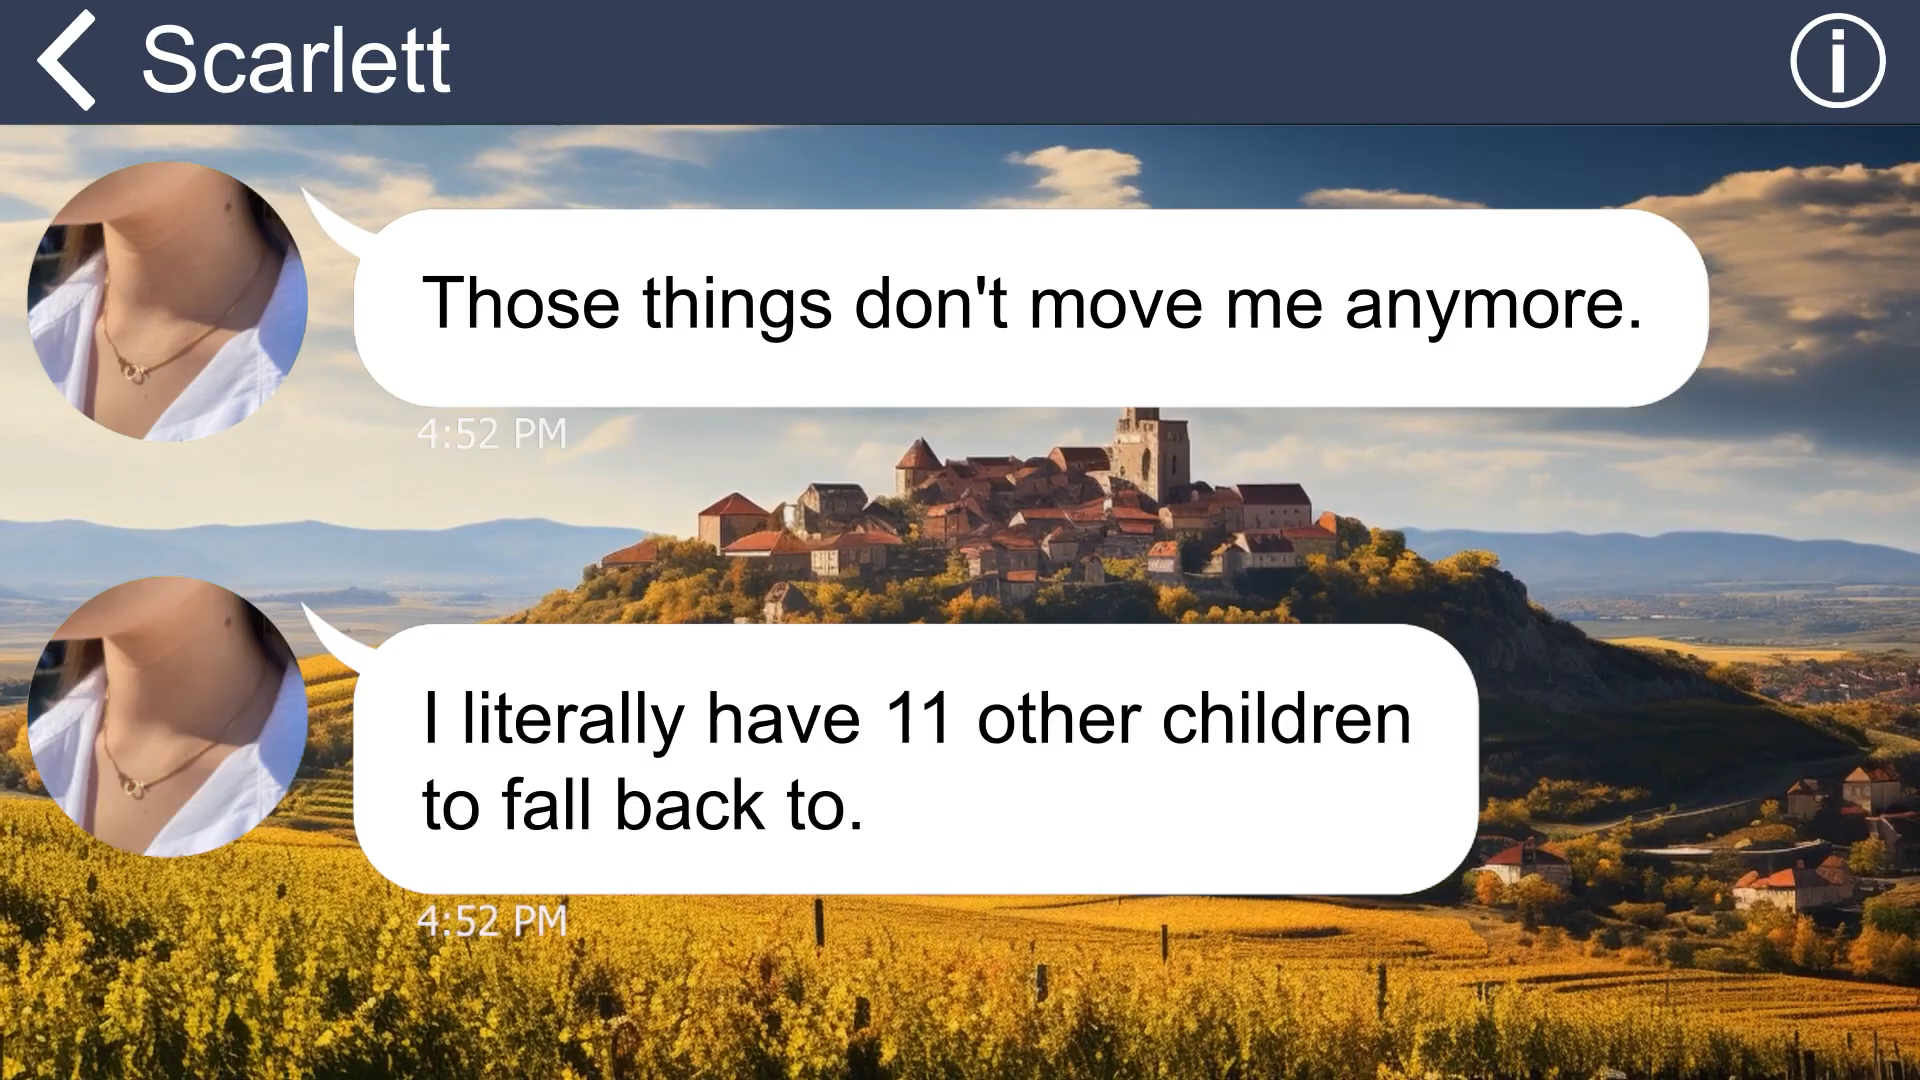 Scarlett
Those things don't move me anymore.
4:52 PM
I literally have 11 other children
to fall back to.
4:52 PM